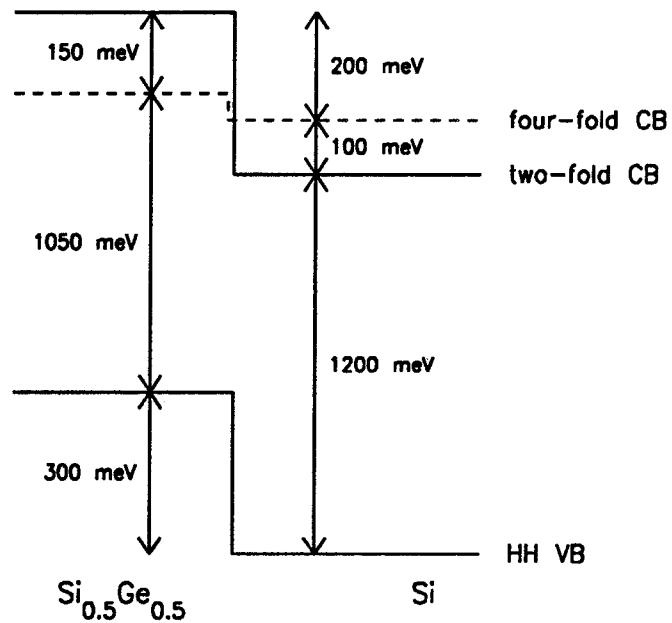 150 meV
200 meV
four-fold CB
100 meV
two-fold CB
1050 meV
1200 meV
300 meV
HH VB
Si0.5Ge0.5
Si